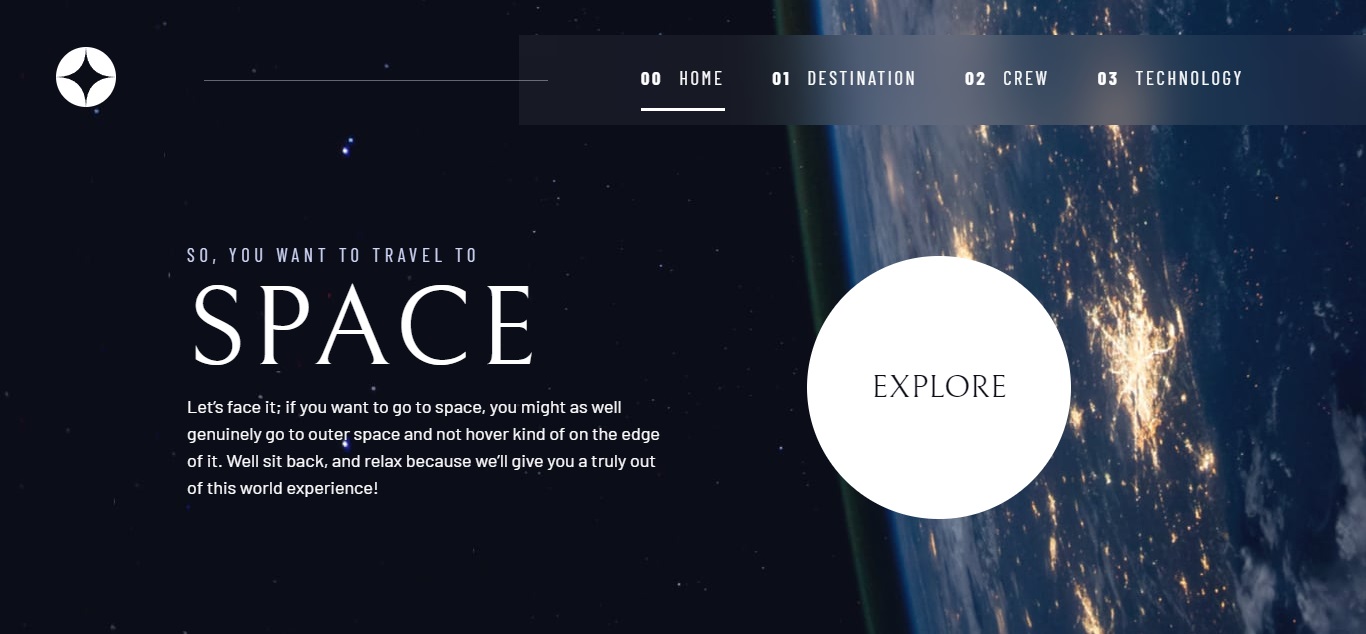 00 HOME 01 DESTINATION 02 CREW 03 TECHNOLOGY
SO, YOU WANT TO TRAVEL TO
SPACE
Let’s face it; if you want to go to space, you might as well
genuinely go to outer space and not hover kind of on the edge
of it. Well sit back, and relax because we’ll give you a truly out
of this world experience!
EXPLORE